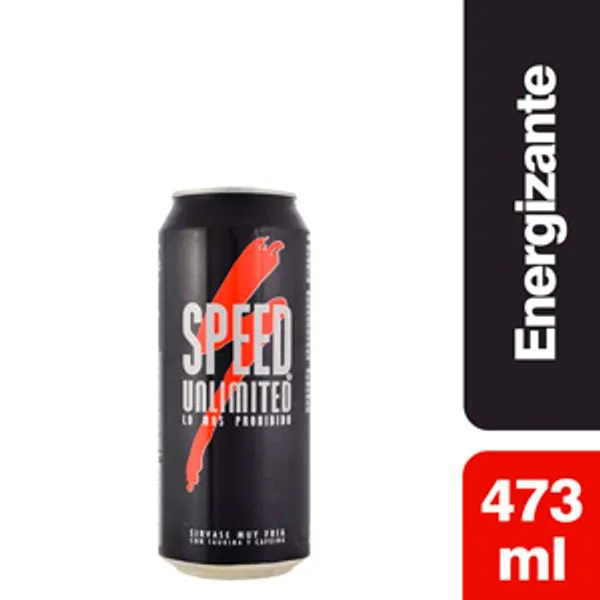 SPEED
UNLIMITED
LO MAS PROHIBIDO
SIRVASE MUY FRIA
CON TAURINA Y CAFEINA
Energizante
473
ml